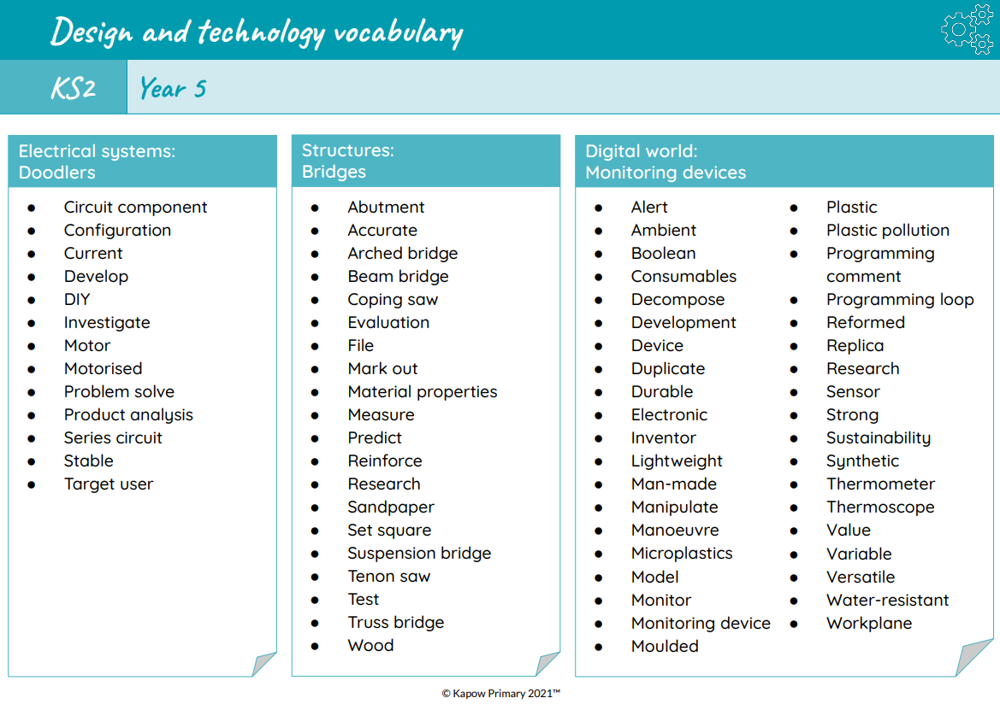 Design and technology vocabulary
KS2
Year 5
Electrical systems:
Doodlers
● Circuit component
● Configuration
● Current
● Develop
● DIY
● Investigate
● Motor
● Motorised
● Problem solve
● Product analysis
● Series circuit
● Stable
● Target user
Structures:
Bridges
● Abutment
● Accurate
● Arched bridge
● Beam bridge
● Coping saw
● Evaluation
● File
● Mark out
● Material properties
● Measure
● Predict
● Reinforce
● Research
● Sandpaper
● Set square
● Suspension bridge
● Tenon saw
● Test
● Truss bridge
● Wood
Digital world:
Monitoring devices
● Alert
● Ambient
● Boolean
● Consumables
● Decompose
● Development
● Device
● Duplicate
● Durable
● Electronic
● Inventor
● Lightweight
● Man-made
● Manipulate
● Manoeuvre
● Microplastics
● Model
● Monitor
● Monitoring device
● Moulded
● Plastic
● Plastic pollution
● Programming
comment
● Programming loop
● Reformed
● Replica
● Research
● Sensor
● Strong
● Sustainability
● Synthetic
● Thermometer
● Thermoscope
● Value
● Variable
● Versatile
● Water-resistant
● Workplane
© Kapow Primary 2021™